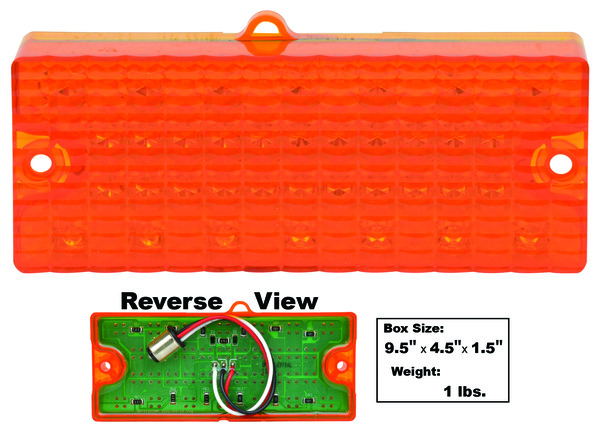 Reverse View
Box Size:
9.5" x 4.5" x 1.5"
Weight:
1 lbs.